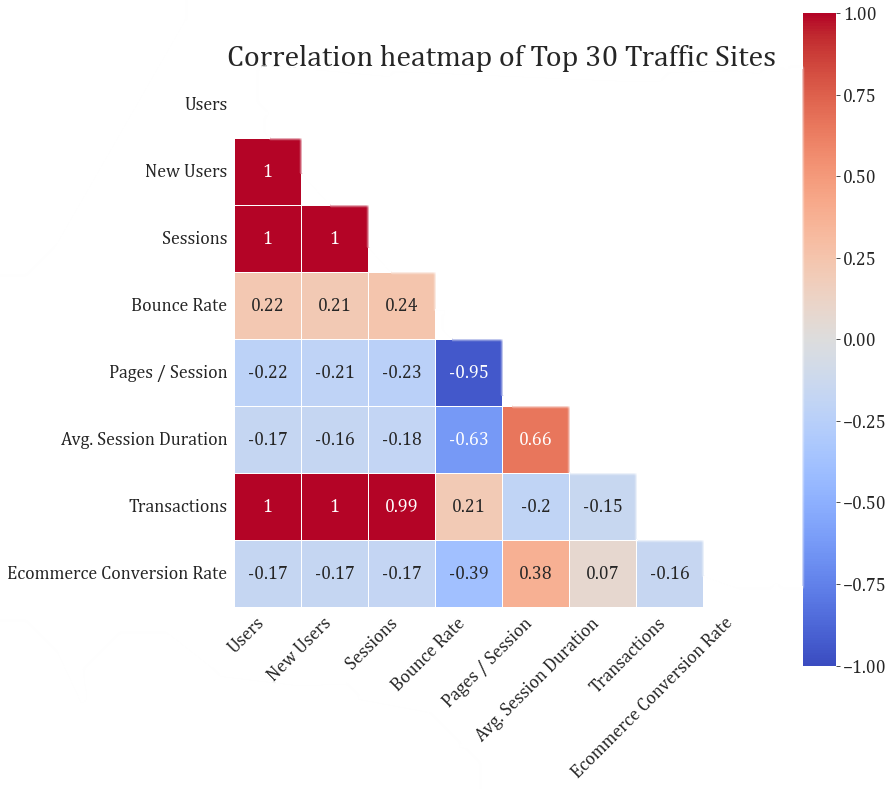 Correlation heatmap of Top 30 Traffic Sites
Users
New Users
1
Sessions
1 1
Bounce Rate
0.22 0.21 0.24
Pages / Session
-0.22 -0.21 -0.23 -0.95
Avg. Session Duration
-0.17 -0.16 -0.18 -0.63 0.66
Transactions
1 1 0.99 0.21 -0.2 -0.15
Ecommerce Conversion Rate
-0.17 -0.17 -0.17 -0.39 0.38 0.07 -0.16
Users
New Users
Sessions
Bounce Rate
Pages / Session
Avg. Session Duration
Transactions
Ecommerce Conversion Rate
1.00
0.75
0.50
0.25
0.00
−0.25
−0.50
−0.75
−1.00